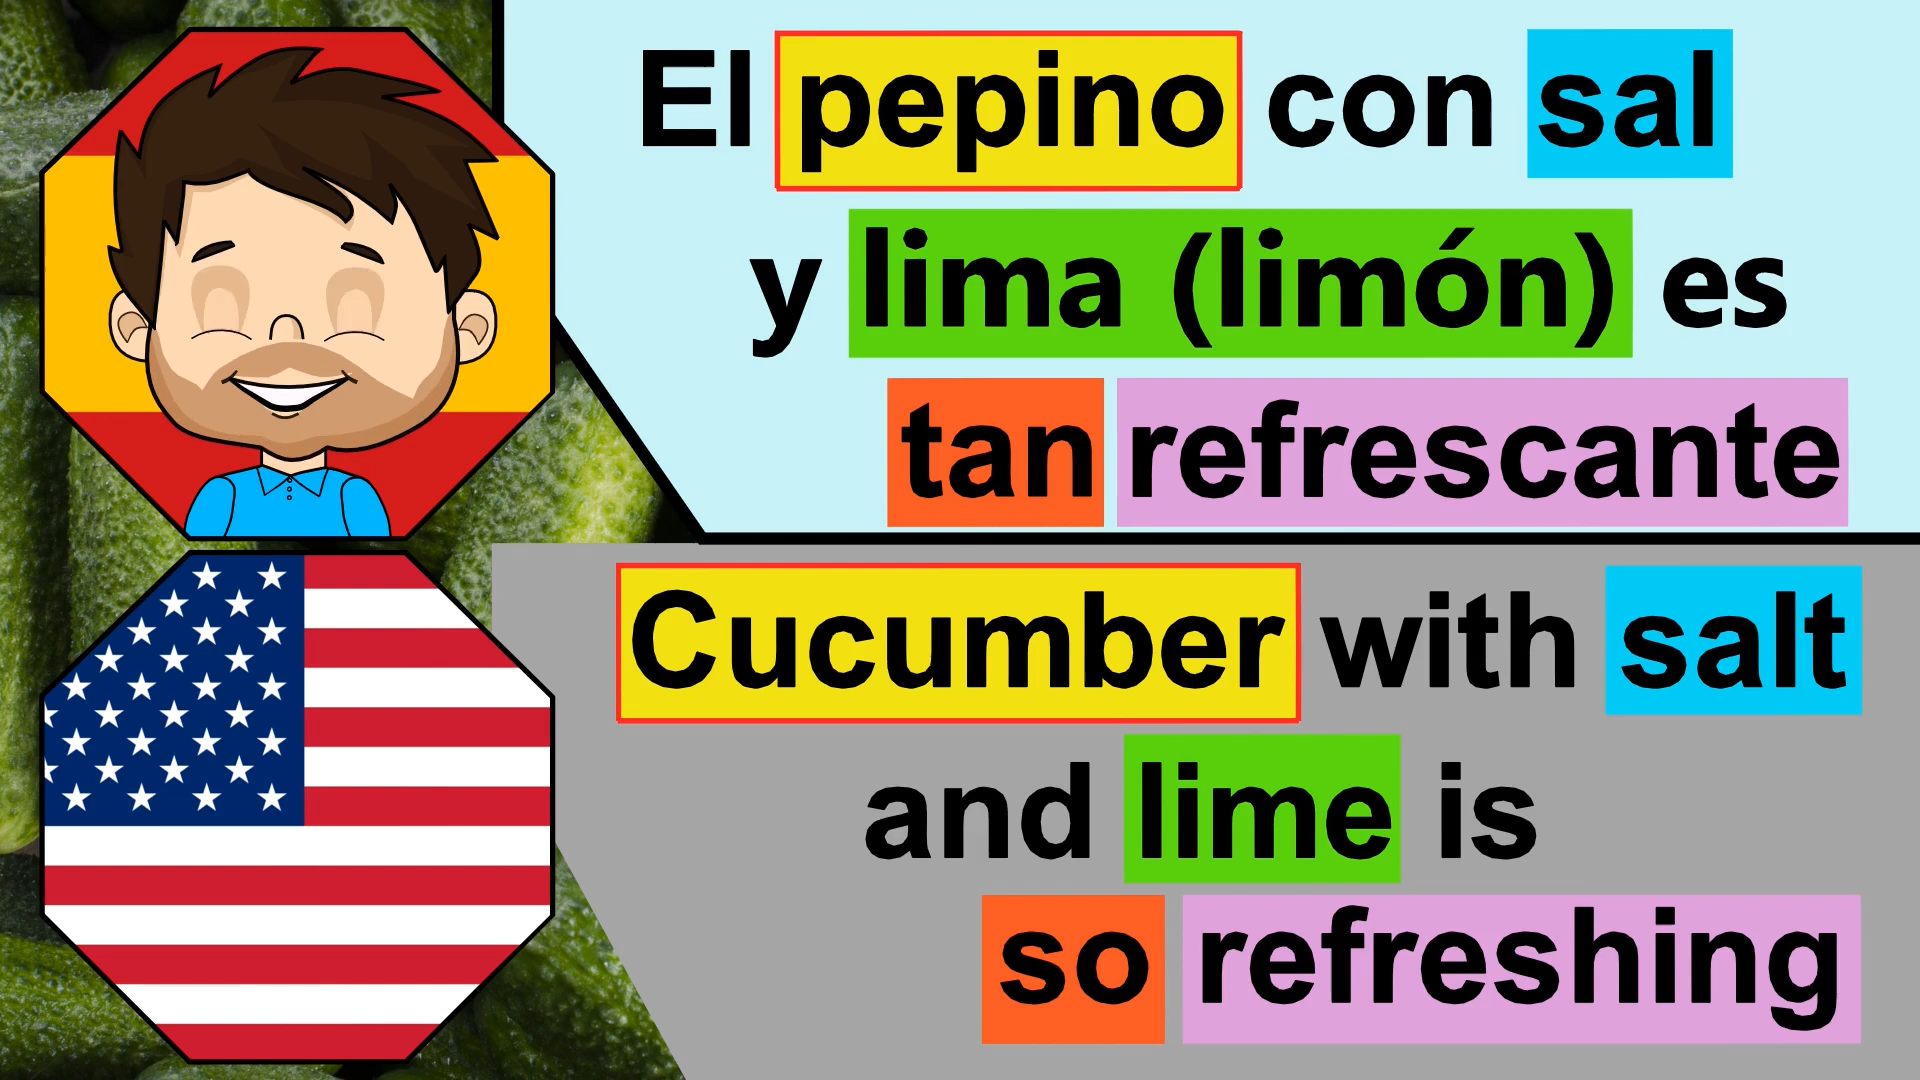 El pepino con sal
y lima (limón) es
tan refrescante
Cucumber with salt
and lime is
so refreshing